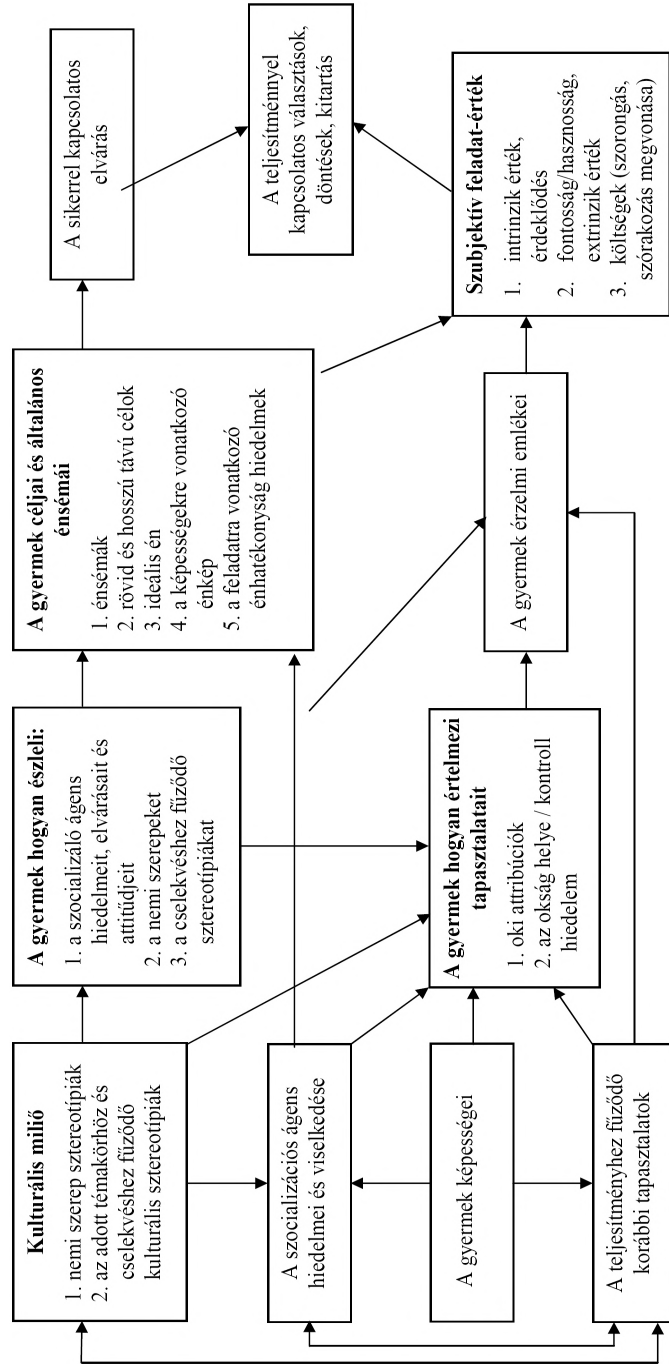 Kulturális miliő
1. nemi szerep sztereotípiák
2. az adott témakörhöz és
cselekvéshez fűződő
kulturális sztereotípiák
A szocializációs ágens
hiedelmei és viselkedése
A gyermek képességei
A teljesítményhez fűződő
korábbi tapasztalatok
A gyermek hogyan észleli:
1. a szocializáló ágens
hiedelmeit, elvárásait és
attitűdjeit
2. a nemi szerepeket
3. a cselekvéshez fűződő
sztereotípiákat
A gyermek hogyan értelmezi
tapasztalatait
1. oki attribúciók
2. az okság helye / kontroll
hiedelem
A gyermek céljai és általános
énsémái
1. énsémák
2. rövid és hosszú távú célok
3. ideális én
4. a képességekre vonatkozó
énkép
5. a feladatra vonatkozó
énhatékonyság hiedelmek
A gyermek érzelmi emlékei
A sikerrel kapcsolatos
elvárás
A teljesítménnyel
kapcsolatos választások,
döntések, kitartás
Szubjektív feladat-érték
1. intrinzik érték,
érdeklődés
2. fontosság/hasznosság,
extrinzik érték
3. költségek (szorongás,
szórakozás megvonása)